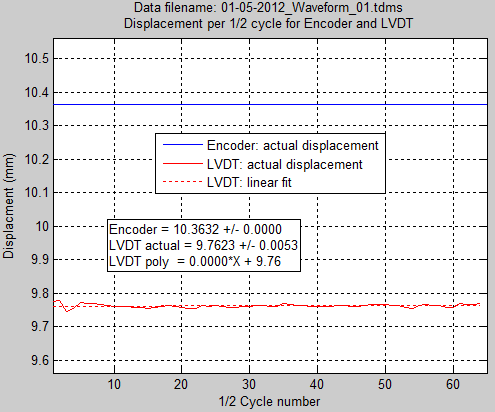 Data filename: 01-05-2012_Waveform_01.tdms
Displacement per 1/2 cycle for Encoder and LVDT
10.5
10.4
10.3
10.2
10.1
10
9.9
9.8
9.7
9.6
Displacment (mm)
Encoder: actual displacement
LVDT: actual displacement
LVDT: linear fit
Encoder = 10.3632 +/- 0.0000
LVDT actual = 9.7623 +/- 0.0053
LVDT poly = 0.0000*X + 9.76
10 20 30 40 50 60
1/2 Cycle number